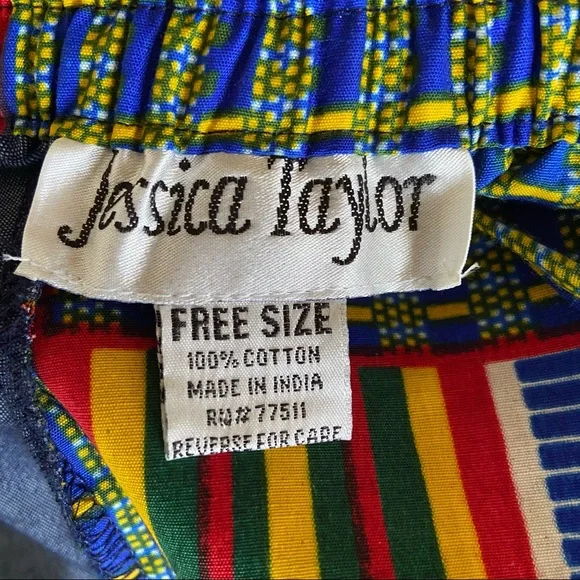 Jessica Taylor
FREE SIZE
100% COTTON
MADE IN INDIA
RN# 77511
REVERSE FOR CARE